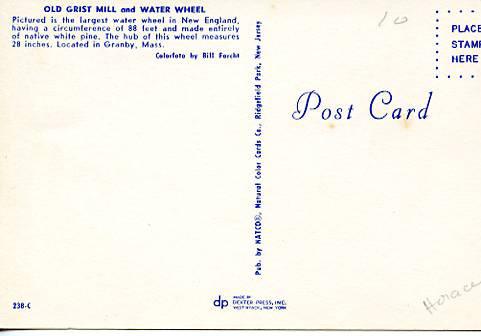 OLD GRIST MILL and WATER WHEEL
Pictured is the largest water wheel in New England,
having a circumference of 88 feet and made entirely
of native white pine. The hub of this wheel measures
28 inches. Located in Granby, Mass.
Colorfoto by Bill Forcht
Pub. by NATCO®, Natural Color Cards Co., Ridgefield Park, New Jersey
10
PLACE
STAMP
HERE
Post Card
238-C
dp
MADE BY
DEXTER PRESS, INC.
WEST NYACK, NEW YORK
Horace